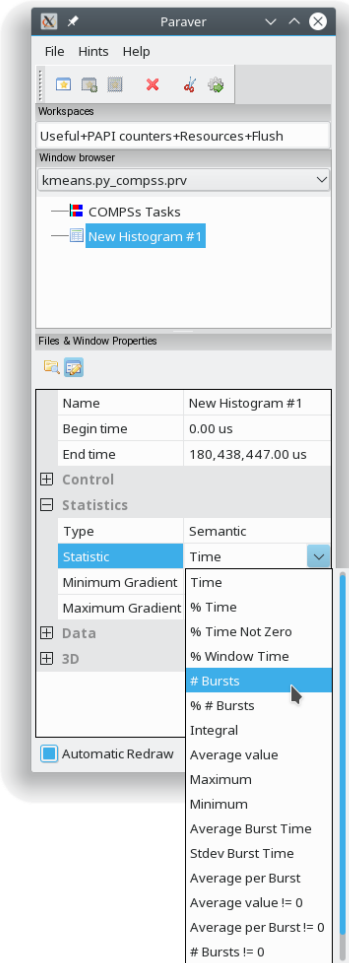 Paraver
File Hints Help
Workspaces
Useful+PAPI counters+Resources+Flush
Window browser
kmeans.py_compss.prv
COMPSs Tasks
New Histogram #1
Files & Window Properties
Name New Histogram #1
Begin time 0.00 us
End time 180,438,447.00 us
Control
Statistics
Type Semantic
Statistic Time
Minimum Gradient Time
Maximum Gradient % Time
Data % Time Not Zero
3D % Window Time
# Bursts
% # Bursts
Integral
Automatic Redraw Average value
Maximum
Minimum
Average Burst Time
Stdev Burst Time
Average per Burst
Average value != 0
Average per Burst != 0
# Bursts != 0